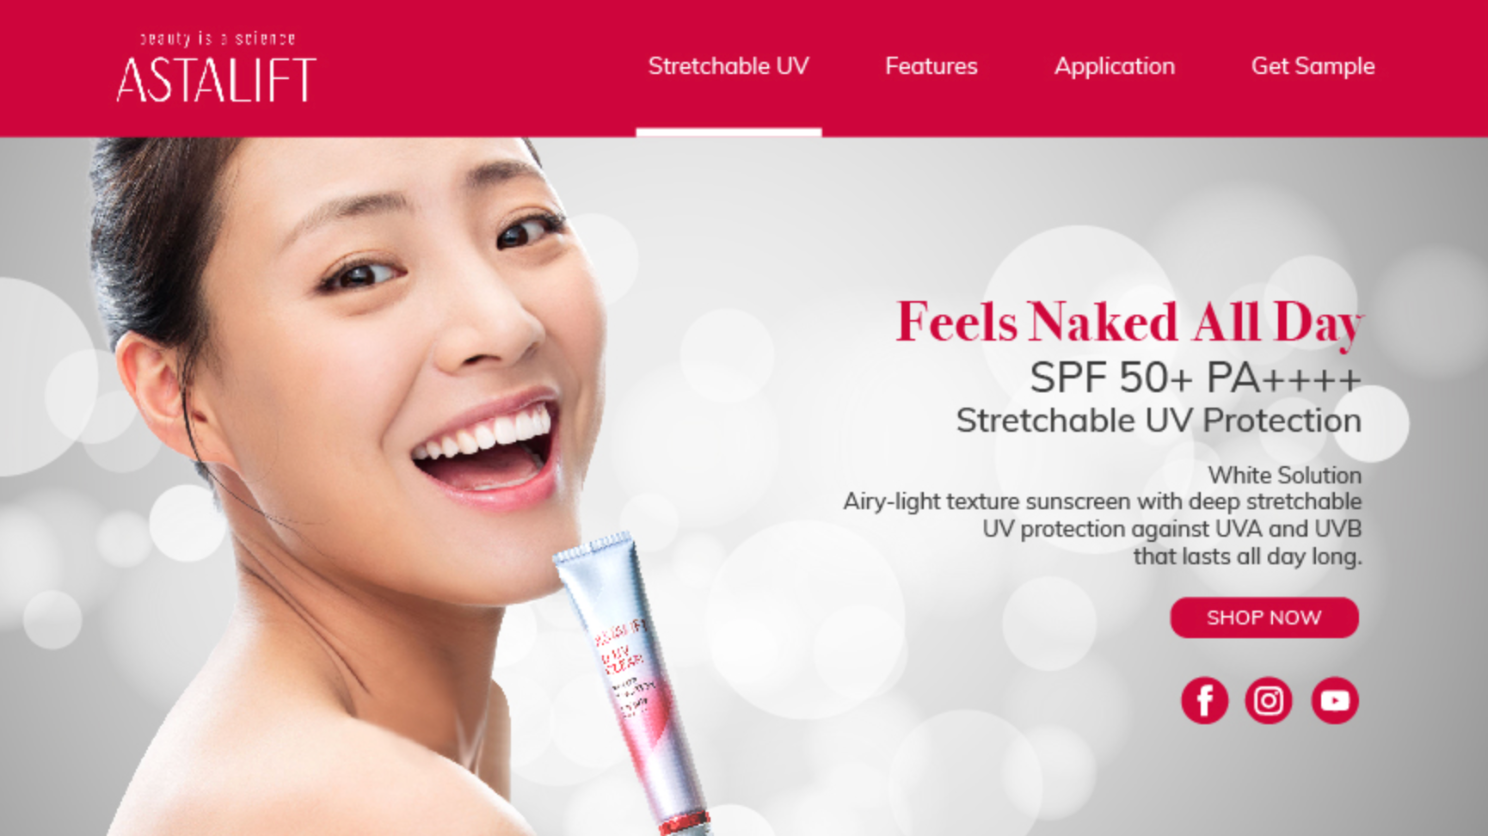 beauty is a science
ASTALIFT
Stretchable UV
Features
Application
Get Sample
Feels Naked All Day
SPF 50+ PA++++
Stretchable UV Protection
White Solution
Airy-light texture sunscreen with deep stretchable
UV protection against UVA and UVB
that lasts all day long.
SHOP NOW
ASTALIFT
D-UV
CLEAR